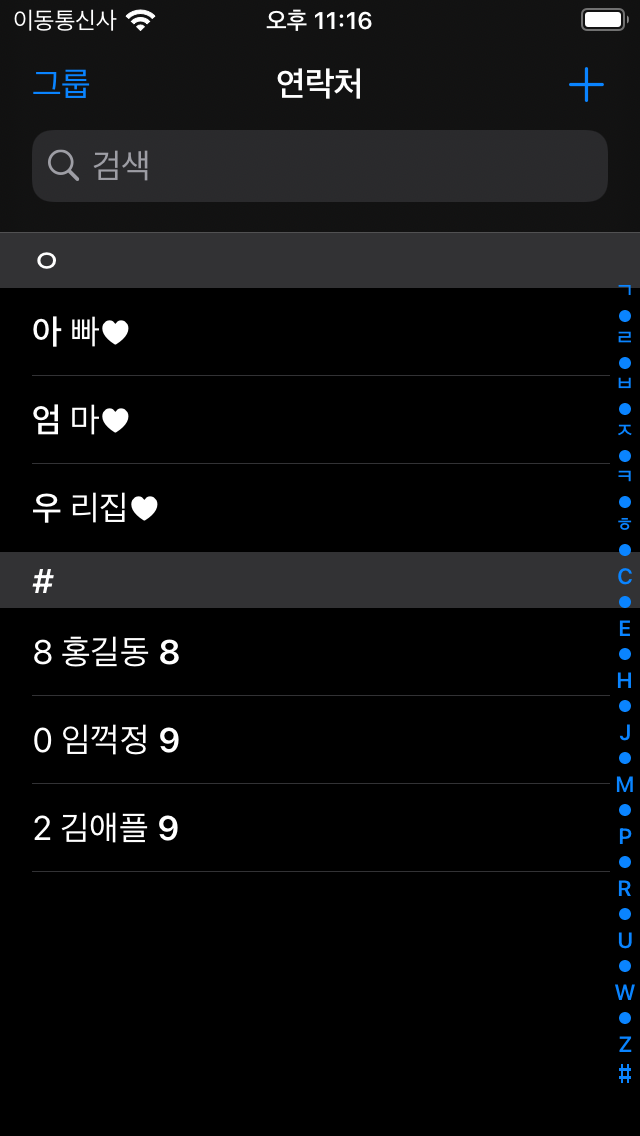 이동통신사 오후 11:16
그룹 연락처 +
검색
ㅇ
아 빠♥
엄 마♥
우 리집♥
#
8 홍길동 8
0 임꺽정 9
2 김애플 9
ㄱ
●
ㄹ
●
ㅂ
●
ㅈ
●
ㅋ
●
ㅎ
●
C
●
E
●
H
●
J
●
M
●
P
●
R
●
U
●
W
●
Z
#